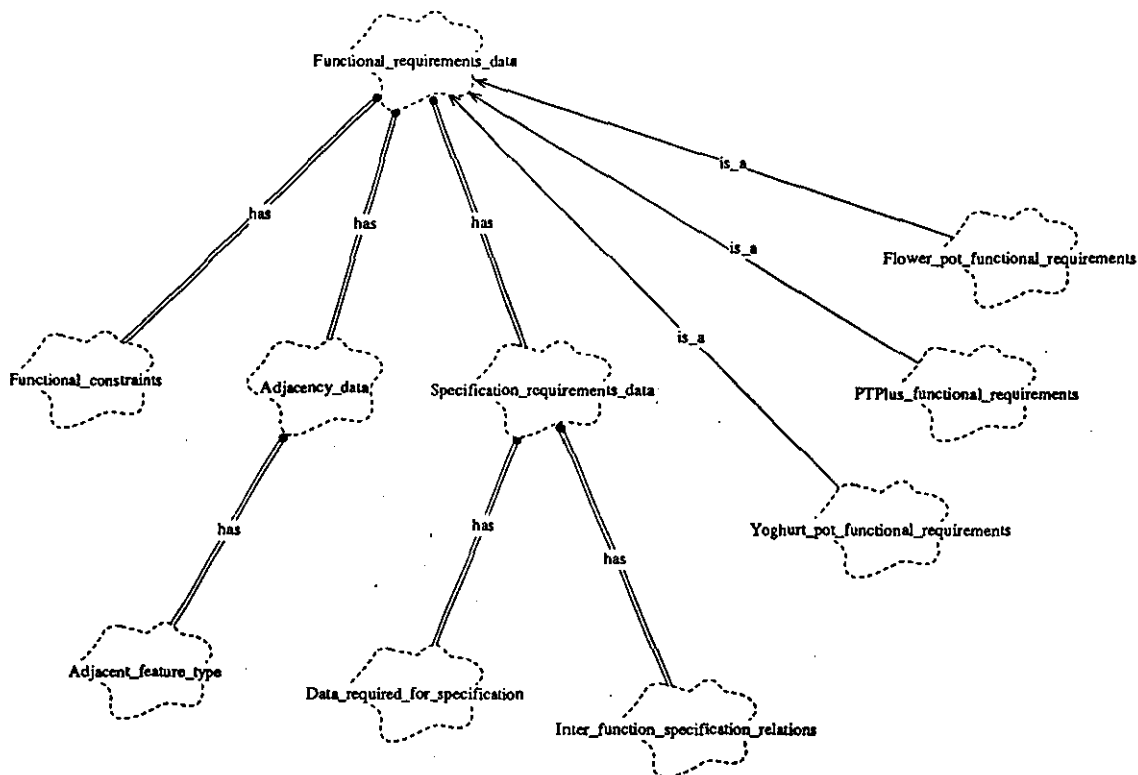 Functional_requirements_data
is_a
has
has
has
is_a
Flower_pot_functional_requirements
is_a
Functional_constraints
Adjacency_data
Specification_requirements_data
PTPlus_functional_requirements
has
has
has
Yoghurt_pot_functional_requirements
Adjacent_feature_type
Data_required_for_specification
Inter_function_specification_relations